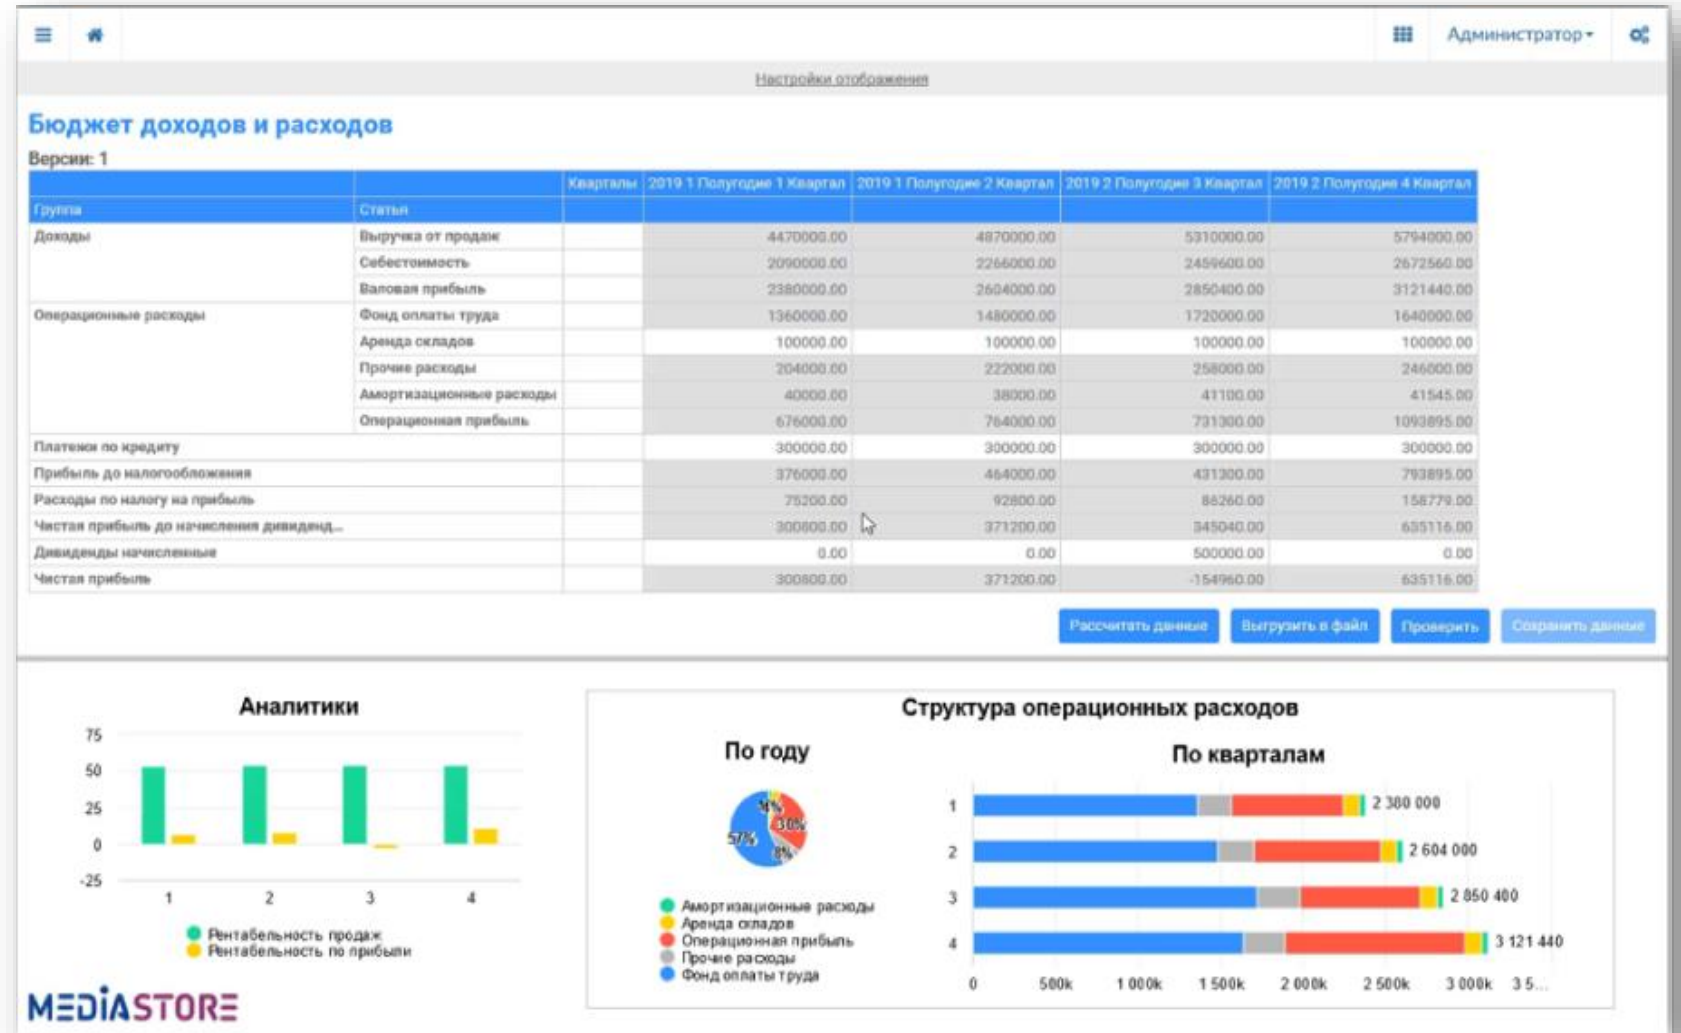 Администратор
Настройки отображения
Бюджет доходов и расходов
Версии: 1
Кварталы 2019 1 Полугодие 1 Квартал 2019 1 Полугодие 2 Квартал 2019 2 Полугодие 3 Квартал 2019 2 Полугодие 4 Квартал
Группа Статья
Доходы Выручка от продаж 4470000.00 4870000.00 5310000.00 5794000.00
Себестоимость 2090000.00 2266000.00 2459600.00 2672560.00
Валовая прибыль 2380000.00 2604000.00 2850400.00 3121440.00
Операционные расходы Фонд оплаты труда 1360000.00 1480000.00 1720000.00 1640000.00
Аренда складов 100000.00 100000.00 100000.00 100000.00
Прочие расходы 204000.00 222000.00 258000.00 246000.00
Амортизационные расходы 40000.00 38000.00 41100.00 41545.00
Операционная прибыль 676000.00 764000.00 731300.00 1093895.00
Платежи по кредиту 300000.00 300000.00 300000.00 300000.00
Прибыль до налогообложения 376000.00 464000.00 431300.00 793895.00
Расходы по налогу на прибыль 75200.00 92800.00 86260.00 158779.00
Чистая прибыль до начисления дивиденд... 300800.00 371200.00 345040.00 635116.00
Дивиденды начисленные 0.00 0.00 500000.00 0.00
Чистая прибыль 300800.00 371200.00 -154960.00 635116.00
Рассчитать данные Выгрузить в файл Проверить Сохранить данные
Аналитики
75
50
25
0
-25
1 2 3 4
Рентабельность продаж
Рентабельность по прибыли
Структура операционных расходов
По году
30%
57%
8%
Амортизационные расходы
Аренда складов
Операционная прибыль
Прочие расходы
Фонд оплаты труда
По кварталам
1 2 380 000
2 2 604 000
3 2 850 400
4 3 121 440
0 500k 1 000k 1 500k 2 000k 2 500k 3 000k 3 5...
MEDIASTORE